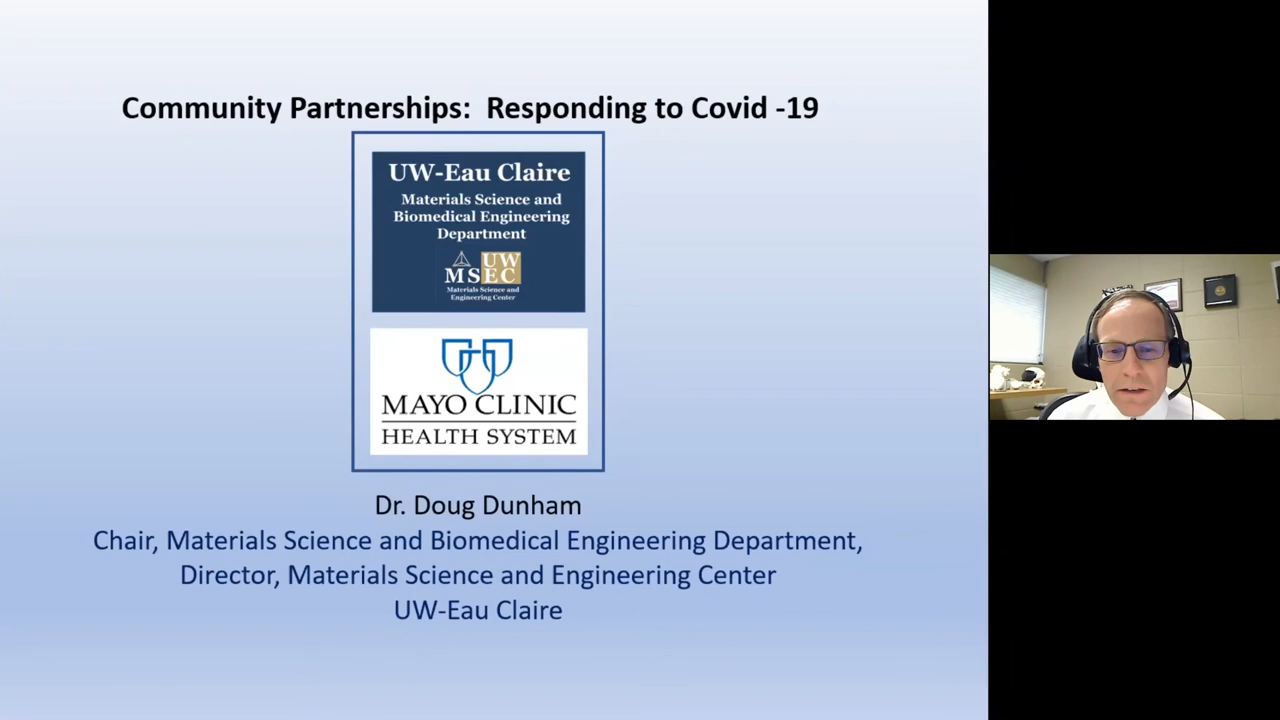 Community Partnerships:  Responding to Covid -19
UW-Eau Claire
Materials Science and
Biomedical Engineering
Department
UW
MSEC
Materials Science and
Engineering Center
MAYO CLINIC
HEALTH SYSTEM
Dr. Doug Dunham
Chair, Materials Science and Biomedical Engineering Department,
Director, Materials Science and Engineering Center
UW-Eau Claire